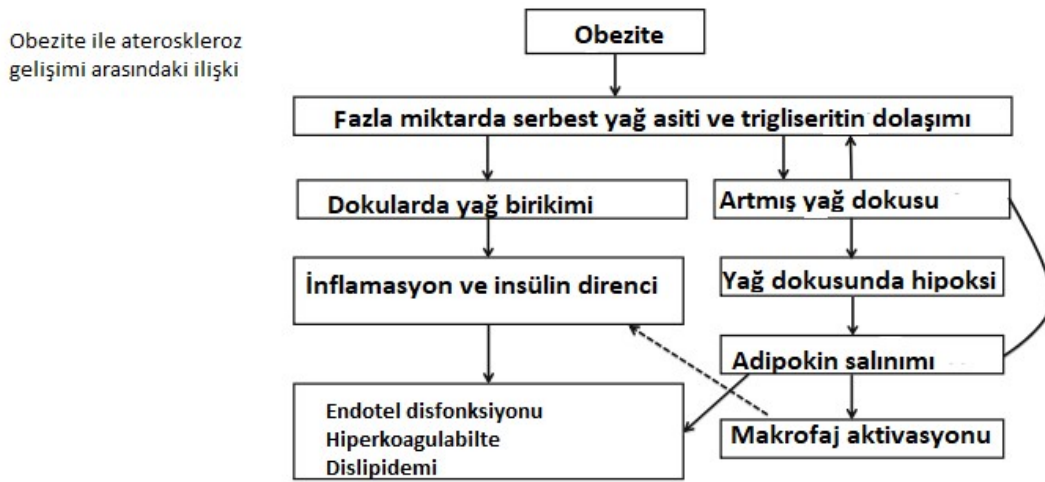 Obezite ile ateroskleroz
gelişimi arasındaki ilişki
Obezite
Fazla miktarda serbest yağ asiti ve trigliseritin dolaşımı
Dokularda yağ birikimi
Artmış yağ dokusu
İnflamasyon ve insülin direnci
Yağ dokusunda hipoksi
Adipokin salınımı
Endotel disfonksiyonu
Hiperkoagulabilte
Dislipidemi
Makrofaj aktivasyonu